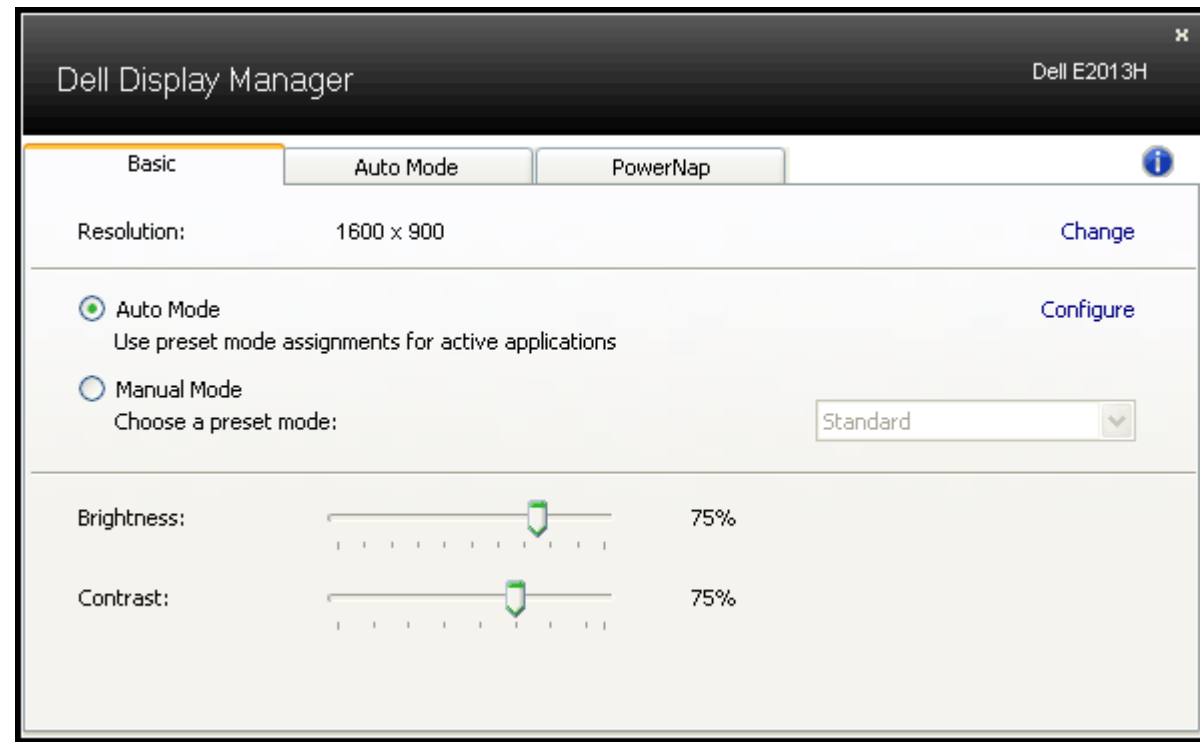 Dell Display Manager
Dell E2013H
Basic
Auto Mode
PowerNap
Resolution:
1600 x 900
Change
Auto Mode
Configure
Use preset mode assignments for active applications
Manual Mode
Choose a preset mode:
Standard
Brightness:
75%
Contrast:
75%